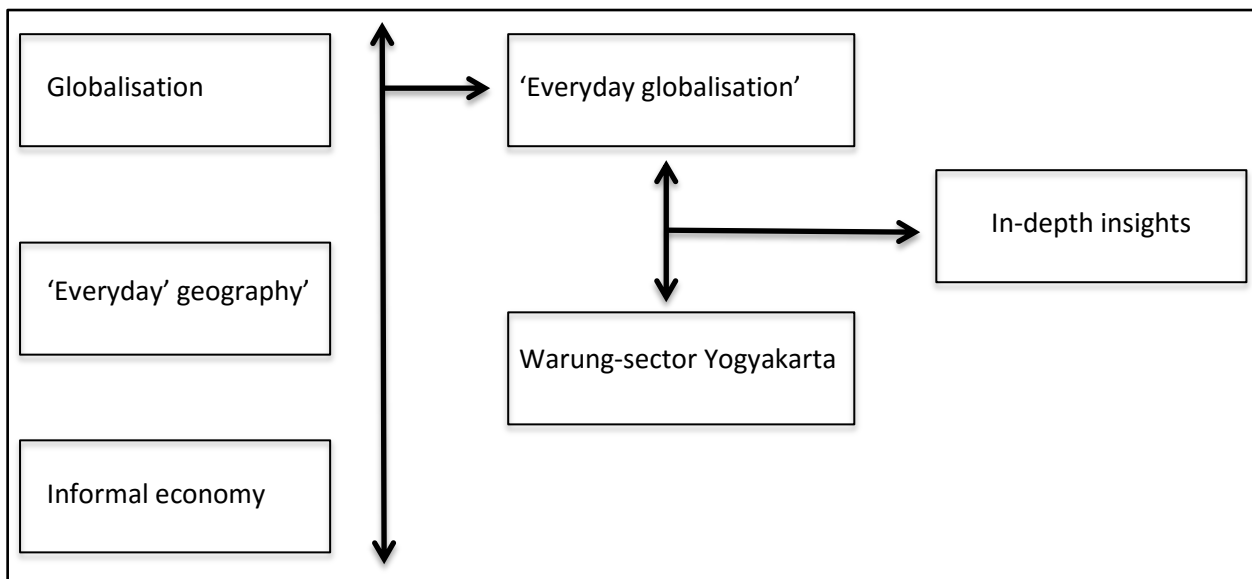 Globalisation
‘Everyday globalisation’
In-depth insights
‘Everyday’ geography’
Warung-sector Yogyakarta
Informal economy